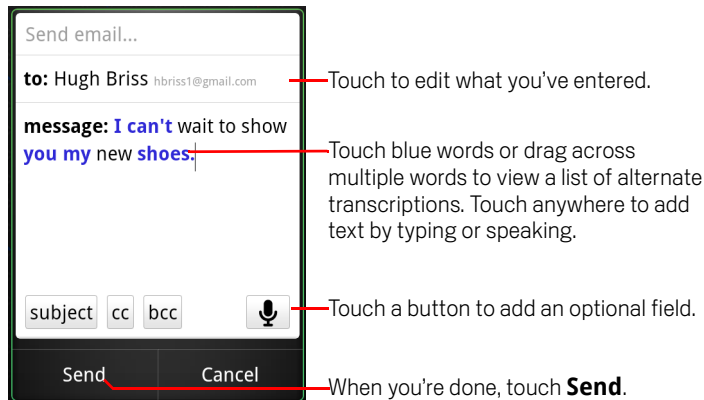 Send email...
to: Hugh Briss hbriss1@gmail.com
Touch to edit what you've entered.
message: I can't wait to show
you my new shoes.
Touch blue words or drag across
multiple words to view a list of alternate
transcriptions. Touch anywhere to add
text by typing or speaking.
subject cc bcc
Touch a button to add an optional field.
Send Cancel
When you're done, touch Send.